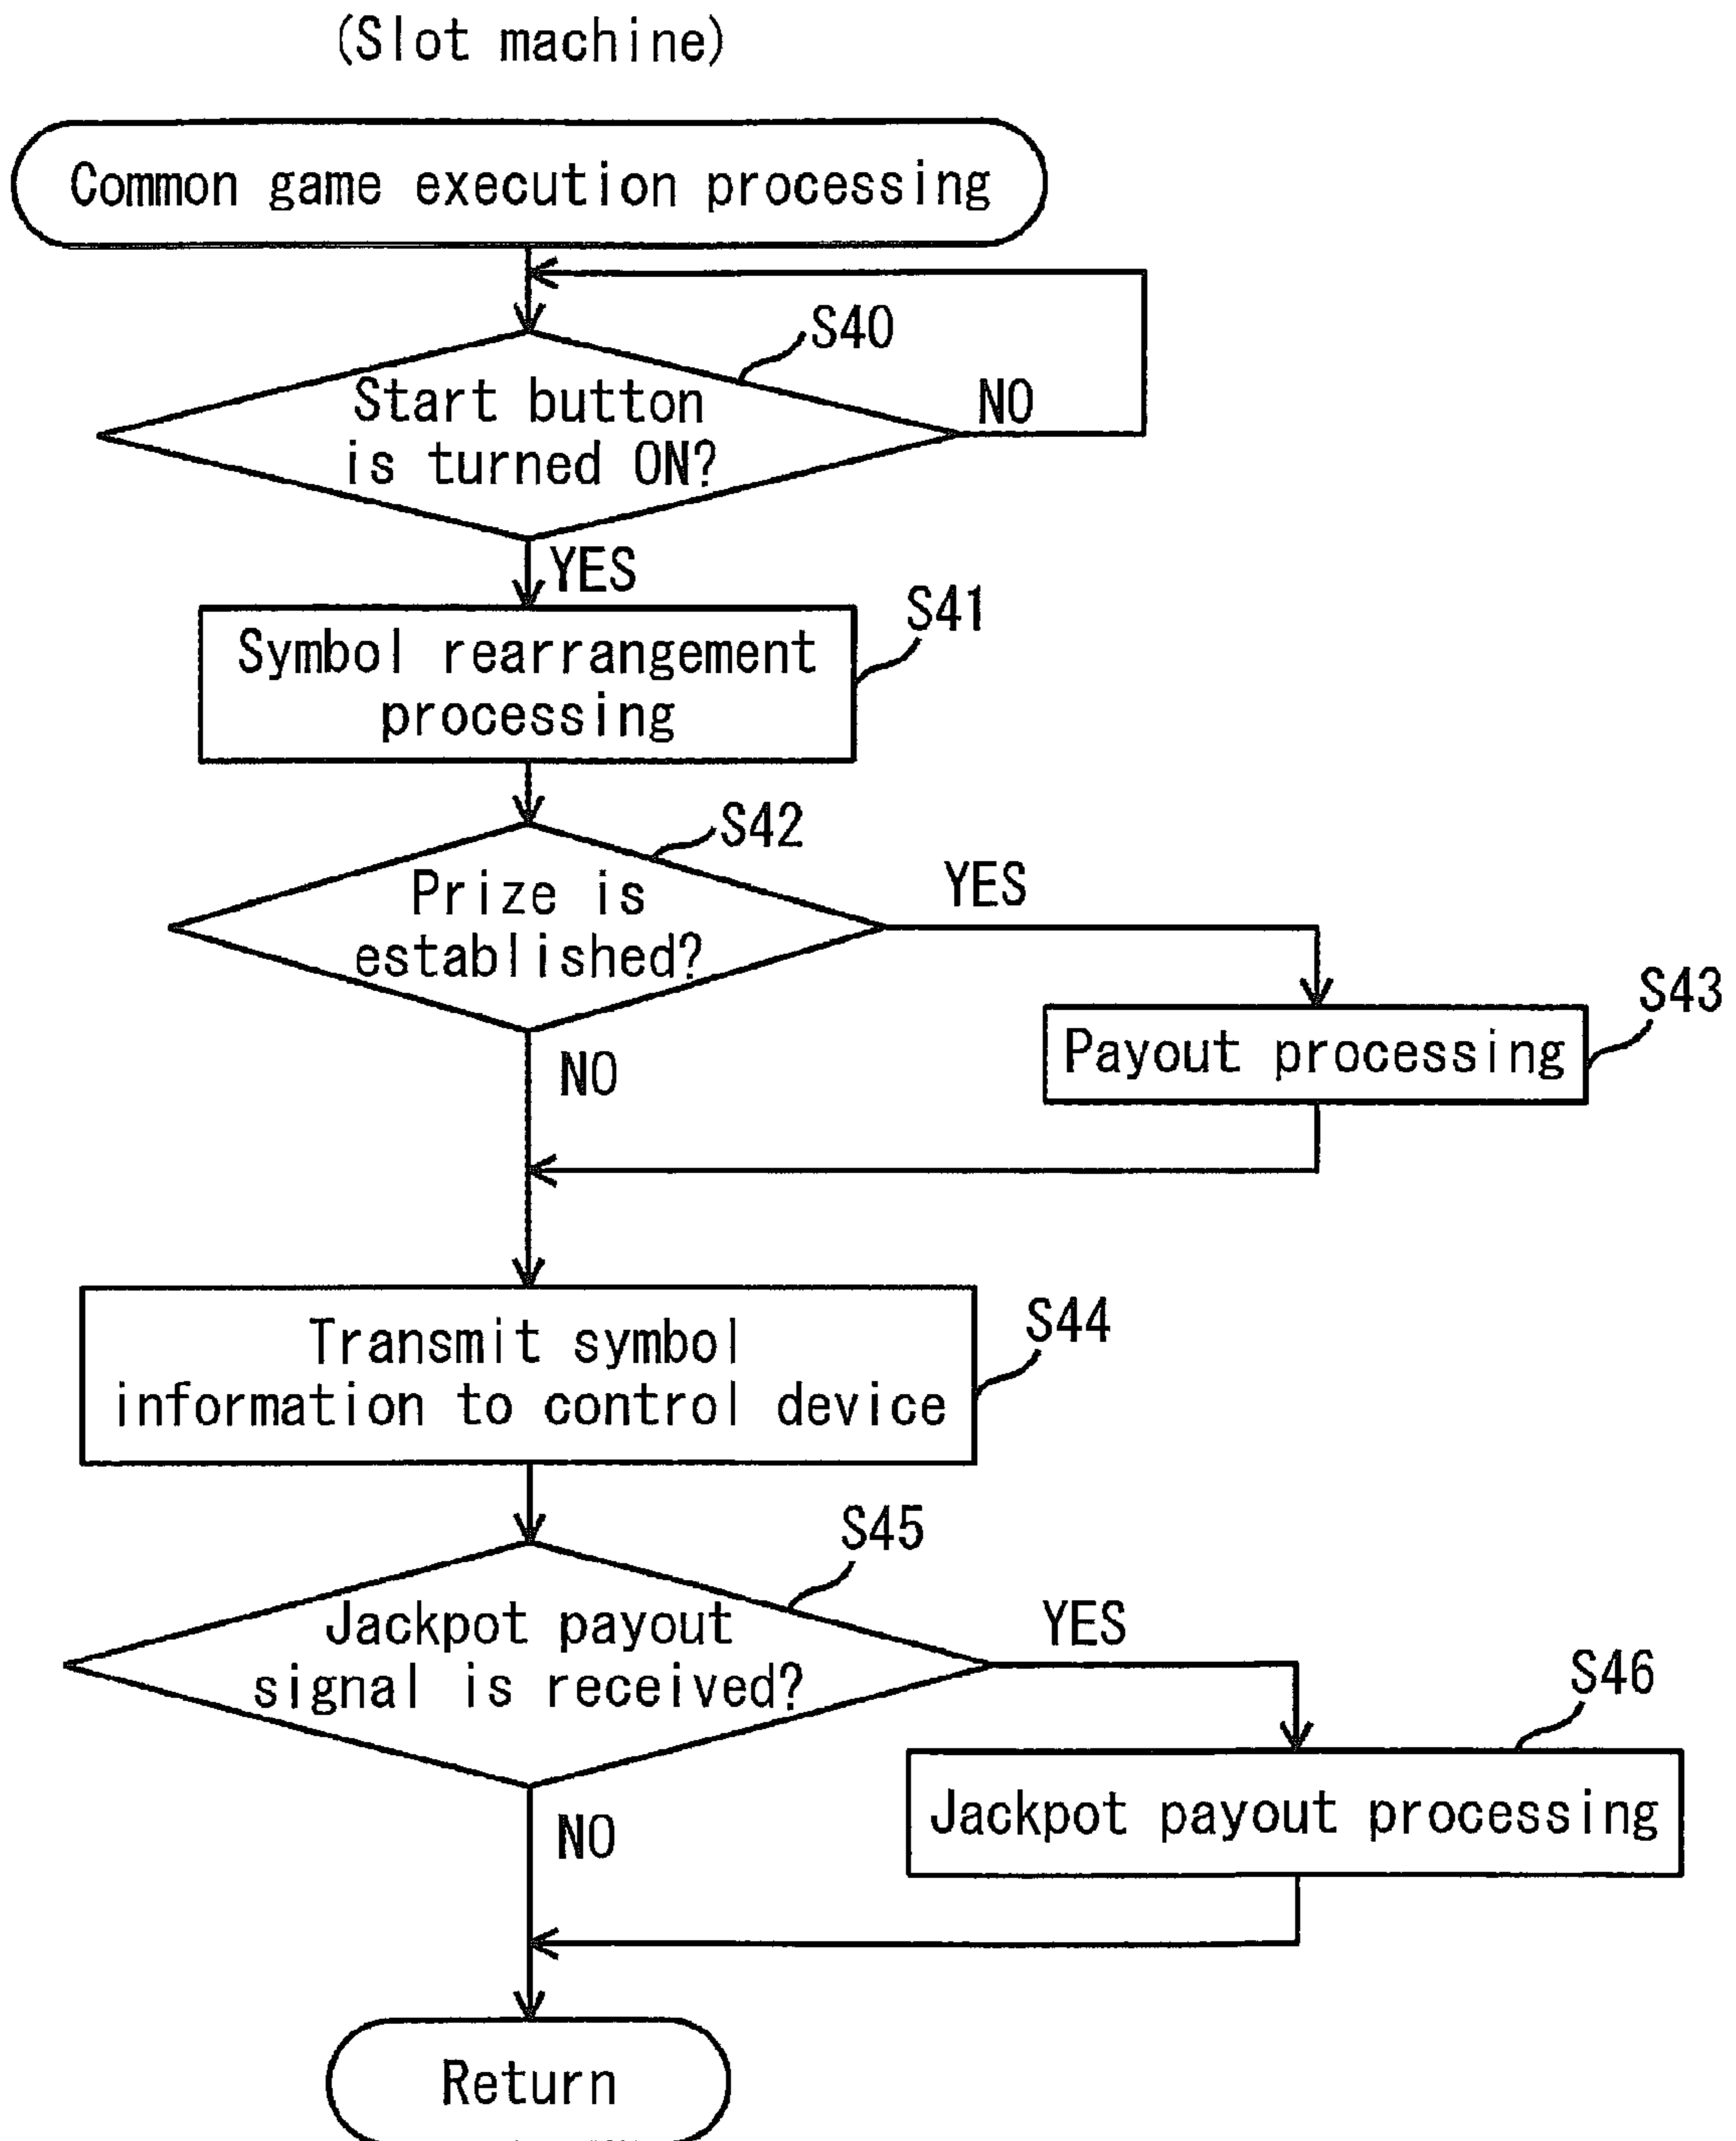 (Slot machine)
Common game execution processing
S40
Start button
is turned ON?
NO
YES
S41
Symbol rearrangement
processing
S42
Prize is
established?
YES
S43
Payout processing
NO
Transmit symbol
information to control device
S44
S45
Jackpot payout
signal is received?
YES
S46
Jackpot payout processing
NO
Return